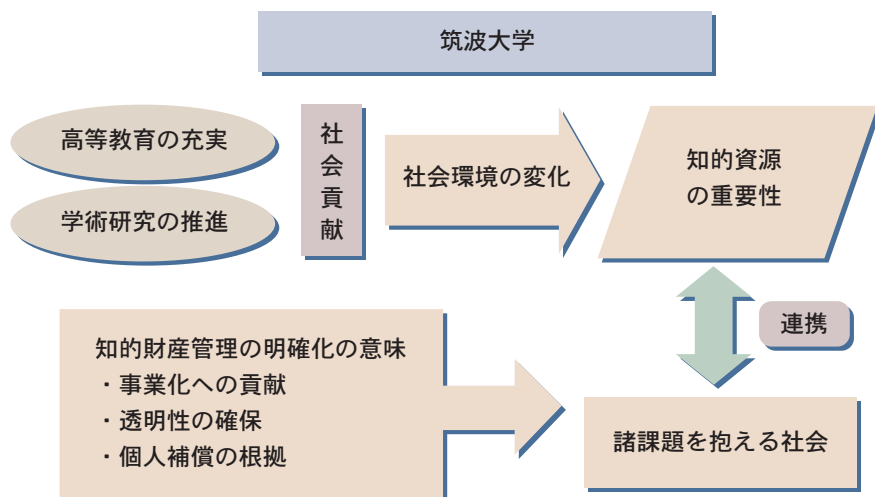 筑波大学
高等教育の充実
学術研究の推進
社会貢献
社会環境の変化
知的資源
の重要性
連携
知的財産管理の明確化の意味
・事業化への貢献
・透明性の確保
・個人補償の根拠
諸課題を抱える社会